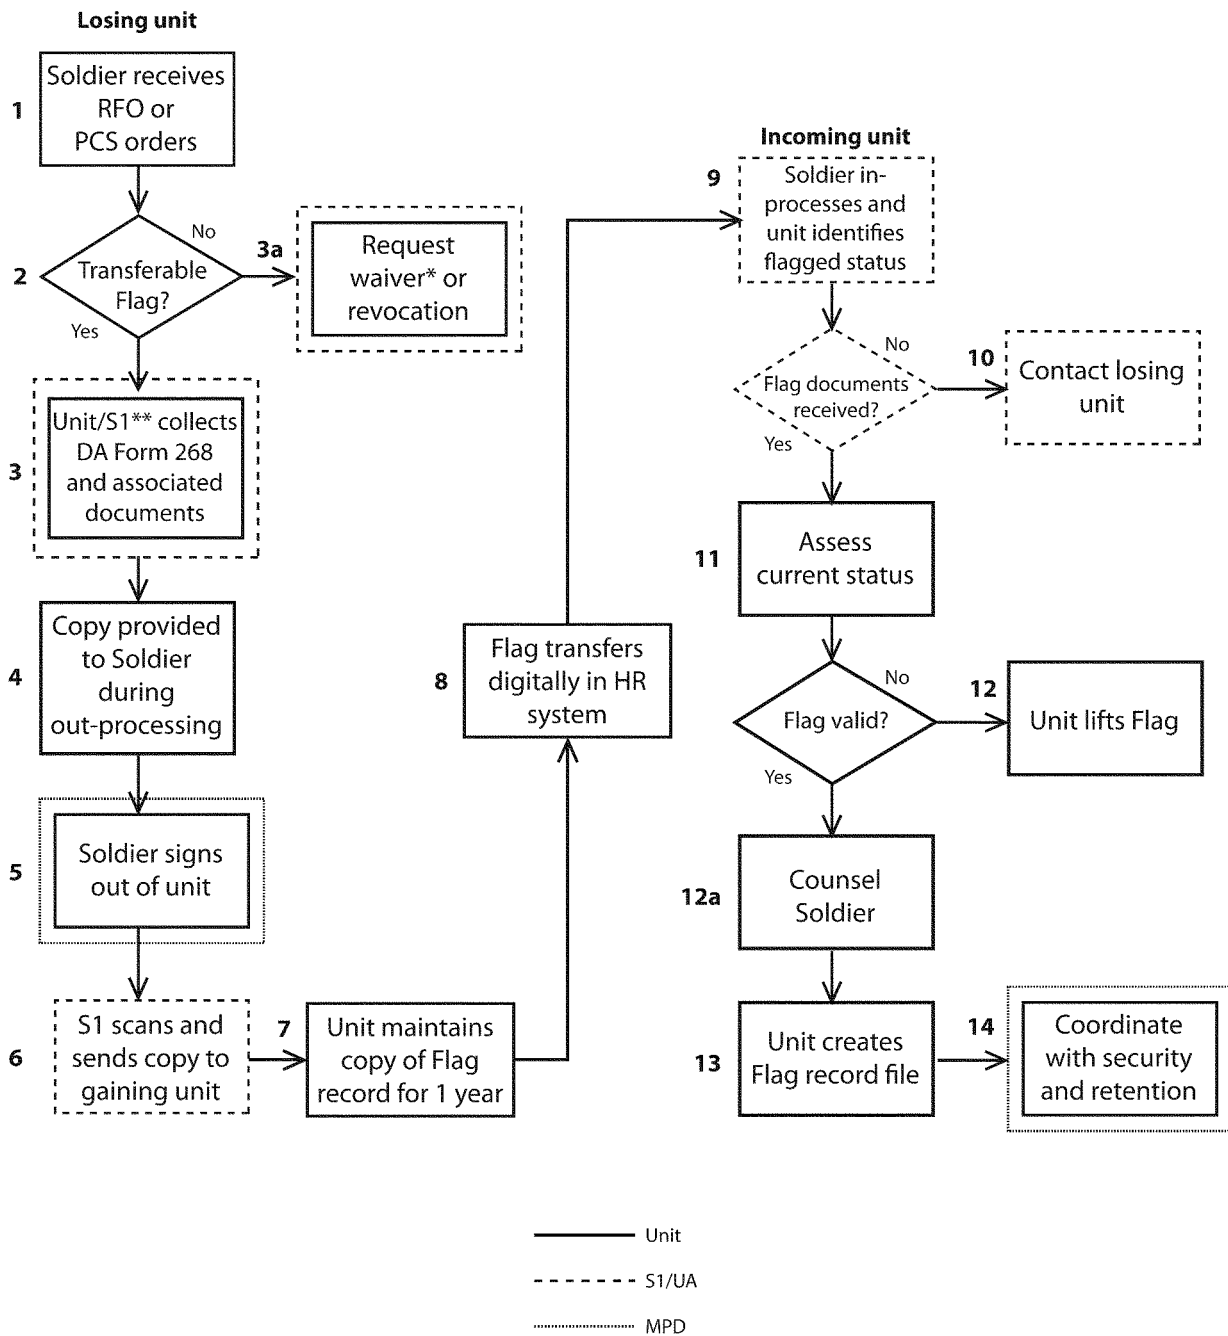 Losing unit
1
Soldier receives
RFO or
PCS orders
2
Transferable
Flag?
No
Yes
3a
Request
waiver* or
revocation
3
Unit/S1** collects
DA Form 268
and associated
documents
4
Copy provided
to Soldier
during
out-processing
5
Soldier signs
out of unit
6
S1 scans and
sends copy to
gaining unit
7
Unit maintains
copy of Flag
record for 1 year
8
Flag transfers
digitally in HR
system
Incoming unit
9
Soldier in-
processes and
unit identifies
flagged status
Flag documents
received?
No
Yes
10
Contact losing
unit
11
Assess
current status
Flag valid?
No
Yes
12
Unit lifts Flag
12a
Counsel
Soldier
13
Unit creates
Flag record file
14
Coordinate
with security
and retention
Unit
S1/UA
MPD